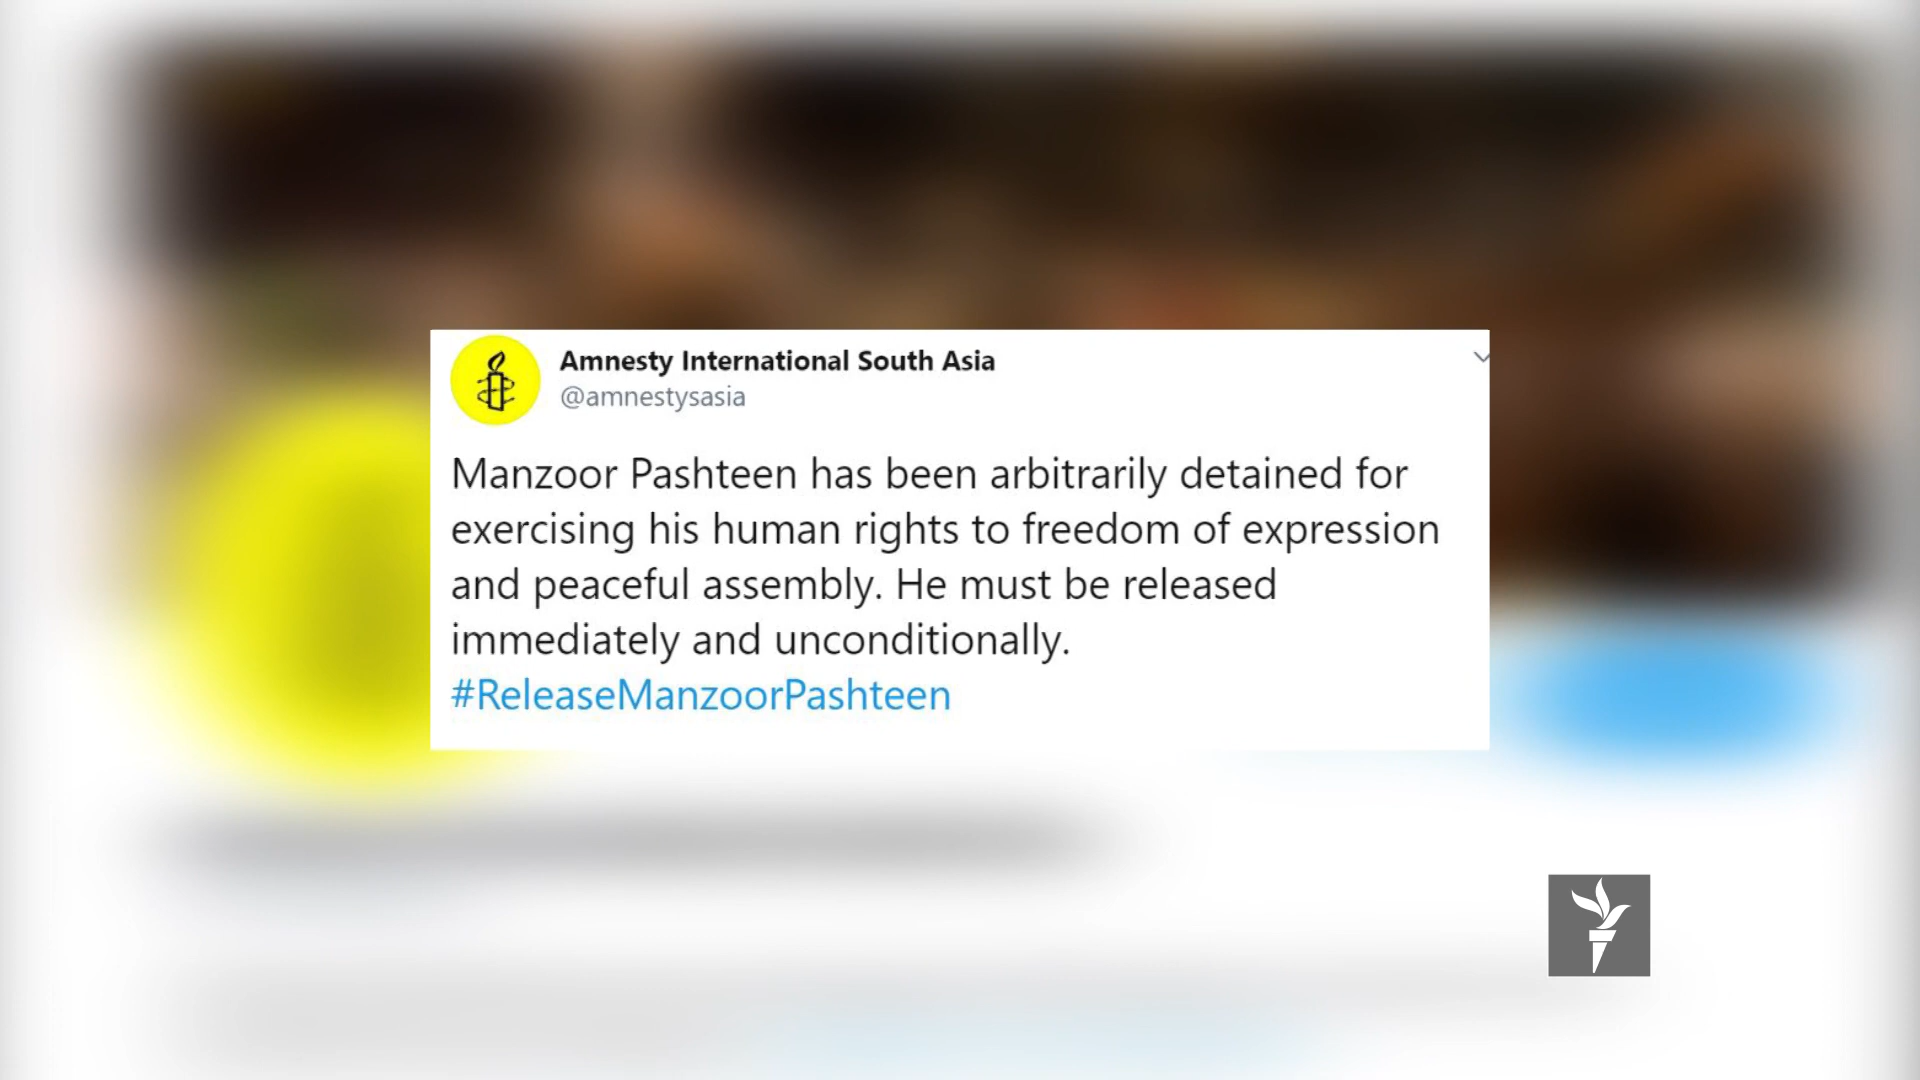 Amnesty International South Asia
@amnestysasia
Manzoor Pashteen has been arbitrarily detained for
exercising his human rights to freedom of expression
and peaceful assembly. He must be released
immediately and unconditionally.
#ReleaseManzoorPashteen